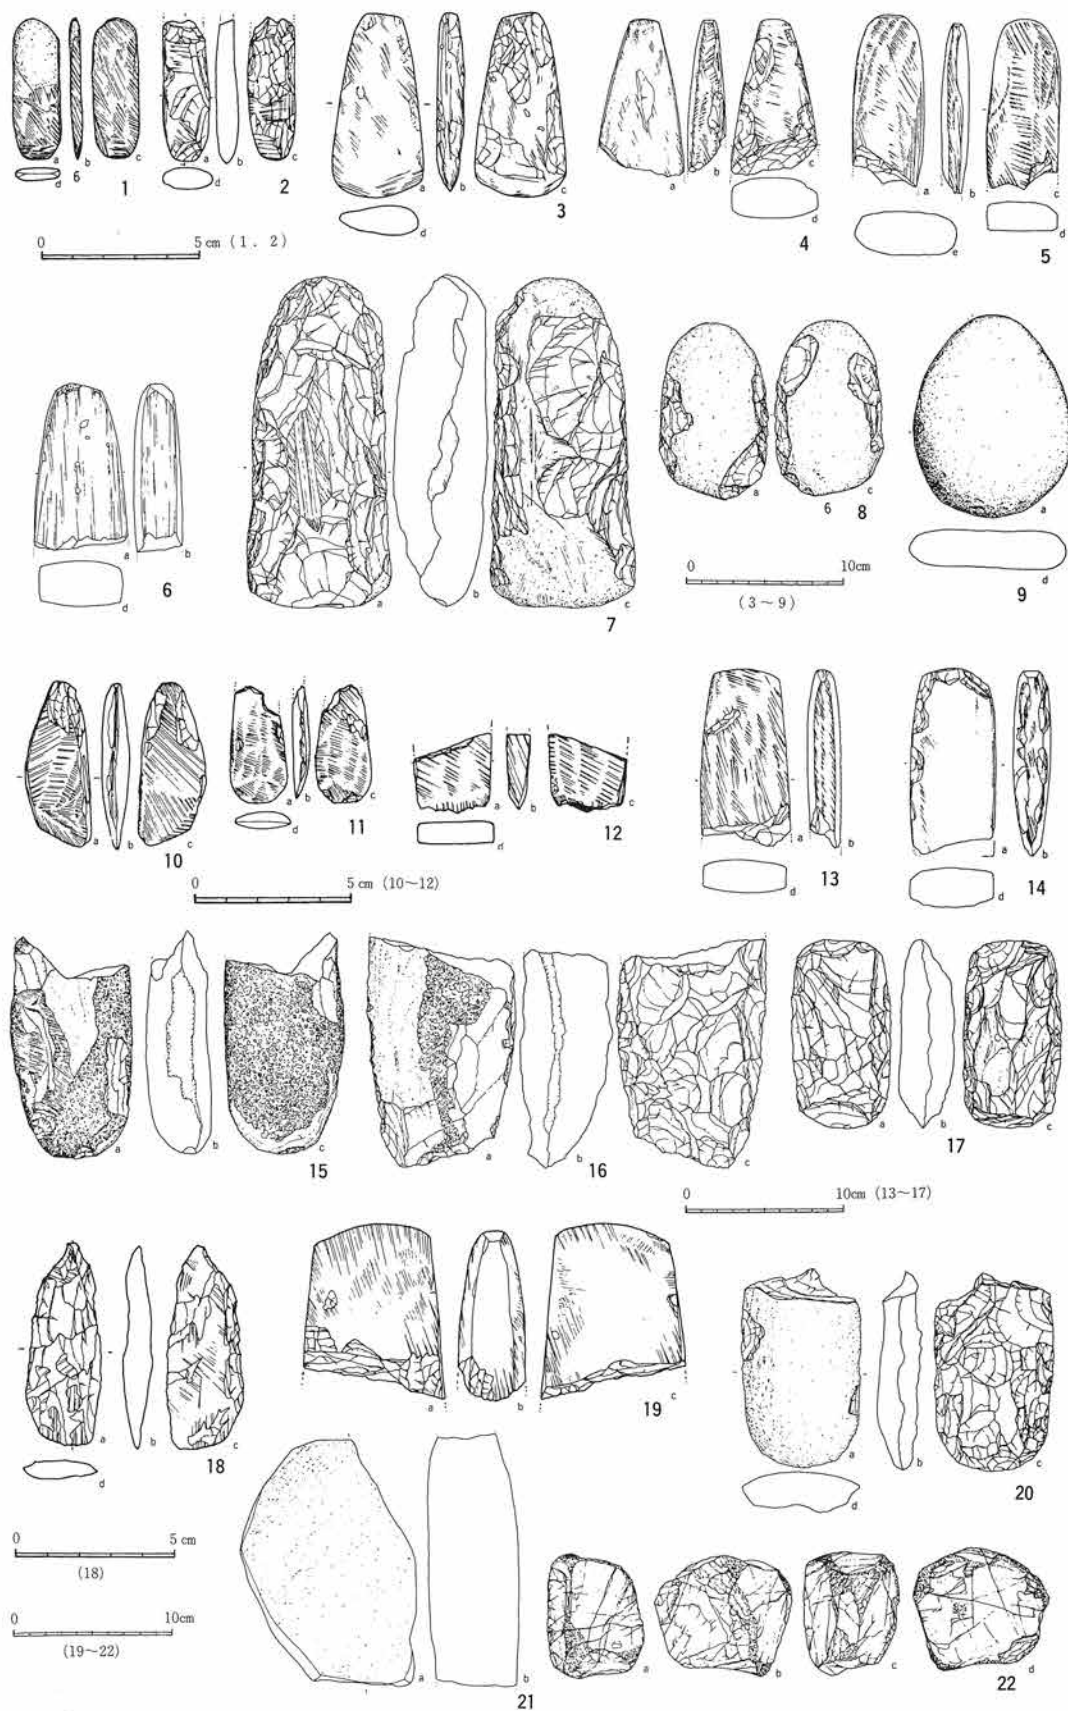 a b 6 c d 1
a b c d 2
a b c d 3
a b c d 4
a b c d e 5
0 5 cm (1. 2)
a b d 6
a b c 7
a c 6 8
a d 9
0 10cm
(3~9)
a b c 10
a b c d 11
a b c d 12
a b d 13
a b d 14
0 5 cm (10~12)
a b c 15
a b c 16
a b c 17
0 10cm (13~17)
a b c d 18
a b c 19
a b c d 20
0 5 cm
(18)
0 10cm
(19~22)
a b 21
a b c d 22